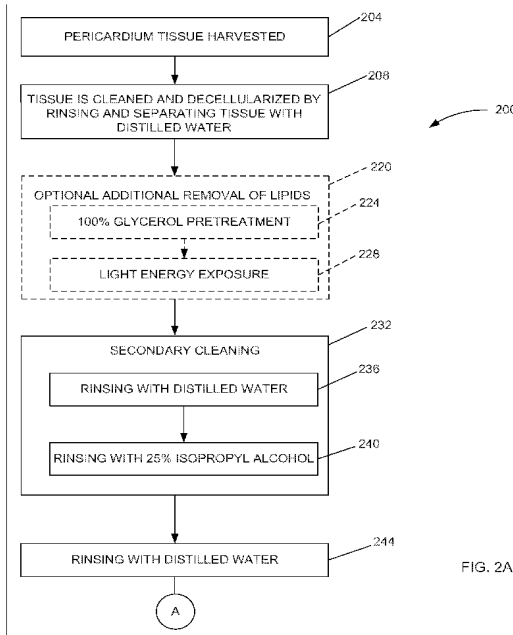 PERICARDIUM TISSUE HARVESTED
204
208
TISSUE IS CLEANED AND DECELLULARIZED BY
RINSING AND SEPARATING TISSUE WITH
DISTILLED WATER
200
220
OPTIONAL ADDITIONAL REMOVAL OF LIPIDS
100% GLYCEROL PRETREATMENT
224
LIGHT ENERGY EXPOSURE
228
232
SECONDARY CLEANING
RINSING WITH DISTILLED WATER
236
RINSING WITH 25% ISOPROPYL ALCOHOL
240
RINSING WITH DISTILLED WATER
244
FIG. 2A
A